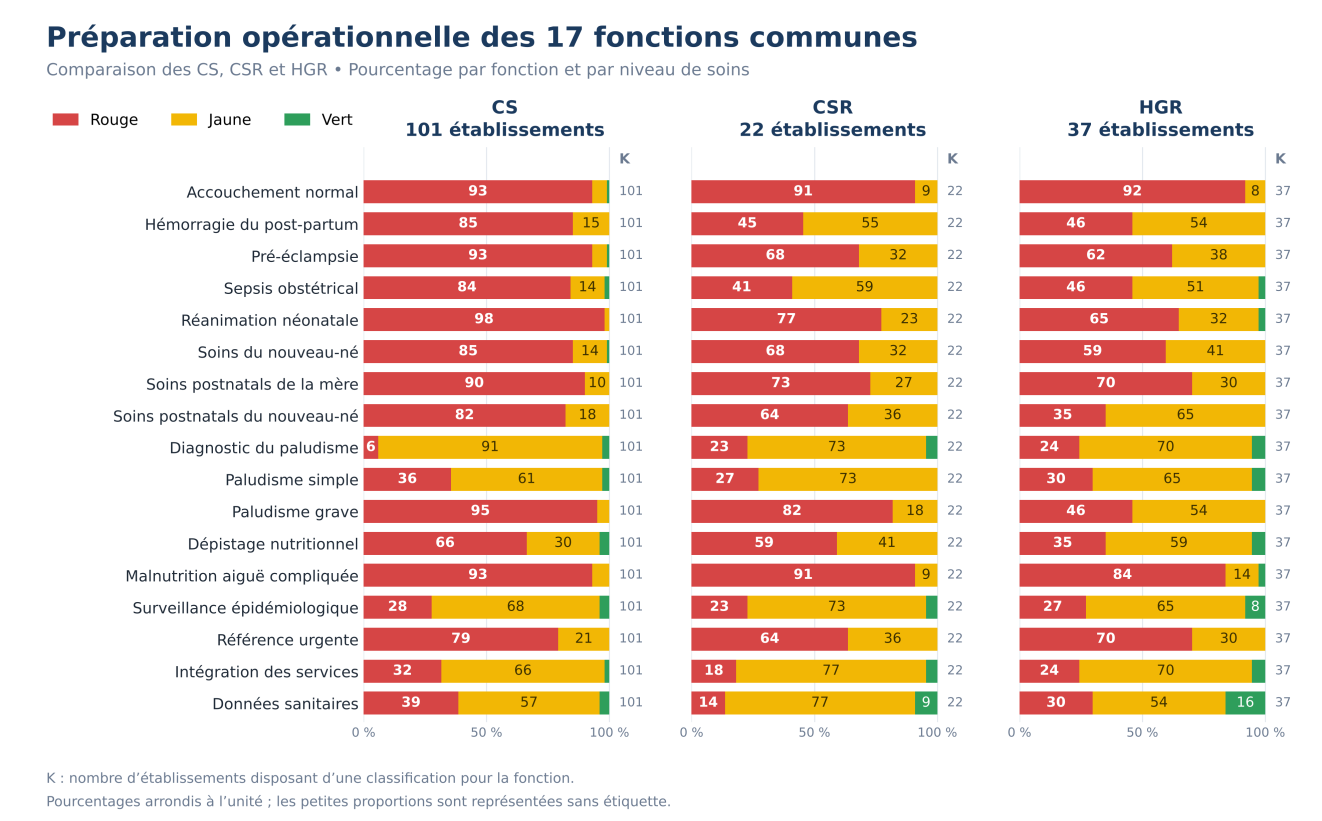 Préparation opérationnelle des 17 fonctions communes
Comparaison des CS, CSR et HGR • Pourcentage par fonction et par niveau de soins
Rouge Jaune Vert
CS
101 établissements
CSR
22 établissements
HGR
37 établissements
K K K
Accouchement normal 93 101 91 9 22 92 8 37
Hémorragie du post-partum 85 15 101 45 55 22 46 54 37
Pré-éclampsie 93 101 68 32 22 62 38 37
Sepsis obstétrical 84 14 101 41 59 22 46 51 37
Réanimation néonatale 98 101 77 23 22 65 32 37
Soins du nouveau-né 85 14 101 68 32 22 59 41 37
Soins postnatals de la mère 90 10 101 73 27 22 70 30 37
Soins postnatals du nouveau-né 82 18 101 64 36 22 35 65 37
Diagnostic du paludisme 6 91 101 23 73 22 24 70 37
Paludisme simple 36 61 101 27 73 22 30 65 37
Paludisme grave 95 101 82 18 22 46 54 37
Dépistage nutritionnel 66 30 101 59 41 22 35 59 37
Malnutrition aiguë compliquée 93 101 91 9 22 84 14 37
Surveillance épidémiologique 28 68 101 23 73 22 27 65 8 37
Référence urgente 79 21 101 64 36 22 70 30 37
Intégration des services 32 66 101 18 77 22 24 70 37
Données sanitaires 39 57 101 14 77 9 22 30 54 16 37
0 % 50 % 100 % 0 % 50 % 100 % 0 % 50 % 100 %
K : nombre d’établissements disposant d’une classification pour la fonction.
Pourcentages arrondis à l’unité ; les petites proportions sont représentées sans étiquette.